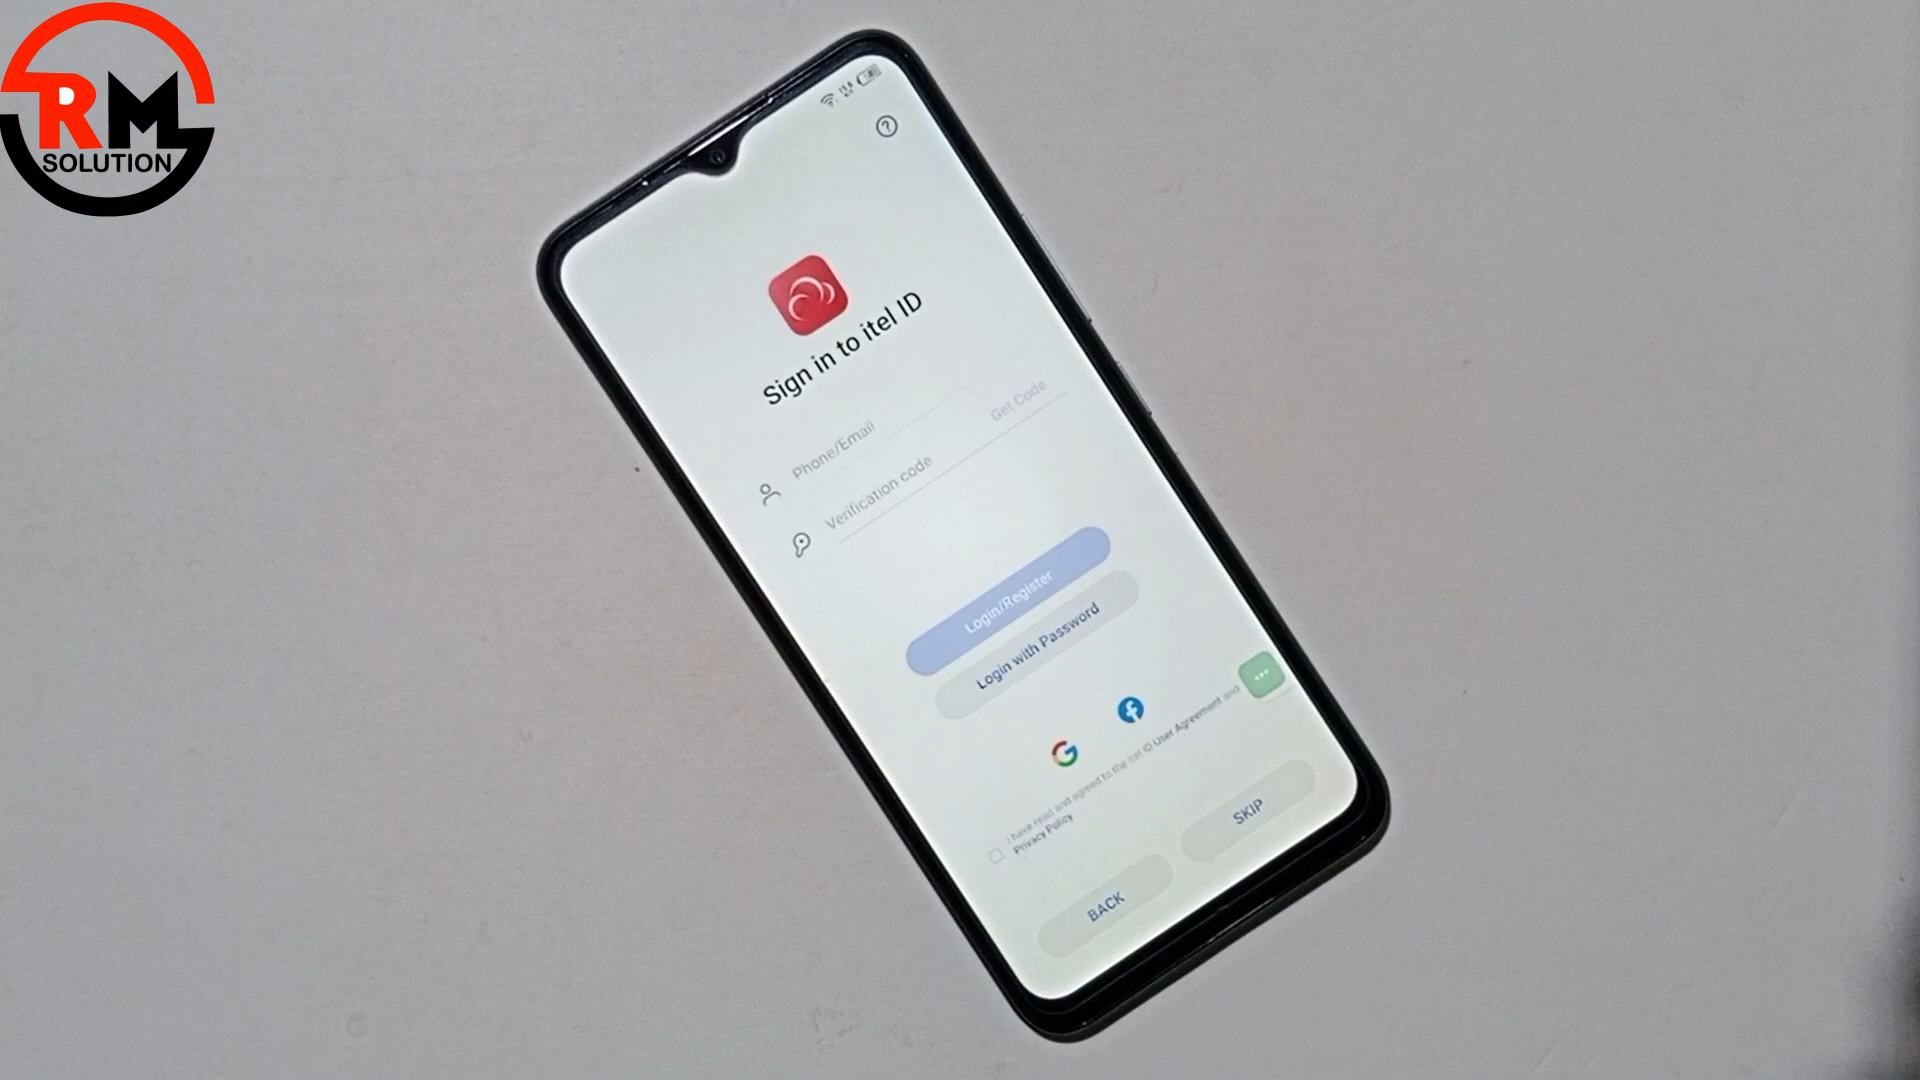 RM
SOLUTION
Sign in to itel ID
Phone/Email
Verification code
Get Code
Login/Register
Login with Password
I have read and agreed to the itel ID User Agreement and
Privacy Policy
BACK
SKIP